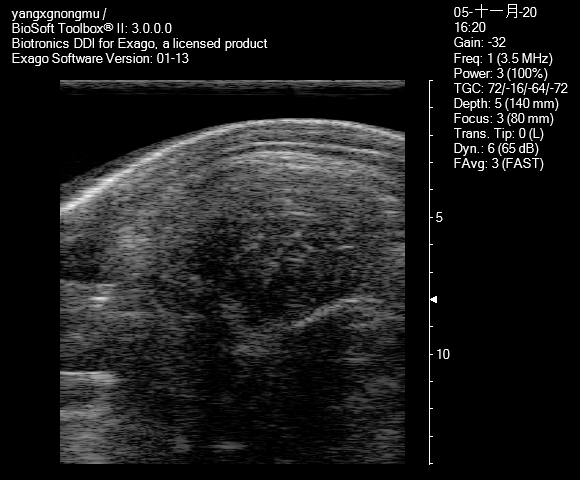 yangxgnongmu /
BioSoft Toolbox® II: 3.0.0.0
Biotronics DDI for Exago, a licensed product
Exago Software Version: 01-13
05-十一月-20
16:20
Gain: -32
Freq: 1 (3.5 MHz)
Power: 3 (100%)
TGC: 72/-16/-64/-72
Depth: 5 (140 mm)
Focus: 3 (80 mm)
Trans. Tip: 0 (L)
Dyn.: 6 (65 dB)
FAvg: 3 (FAST)
5
10